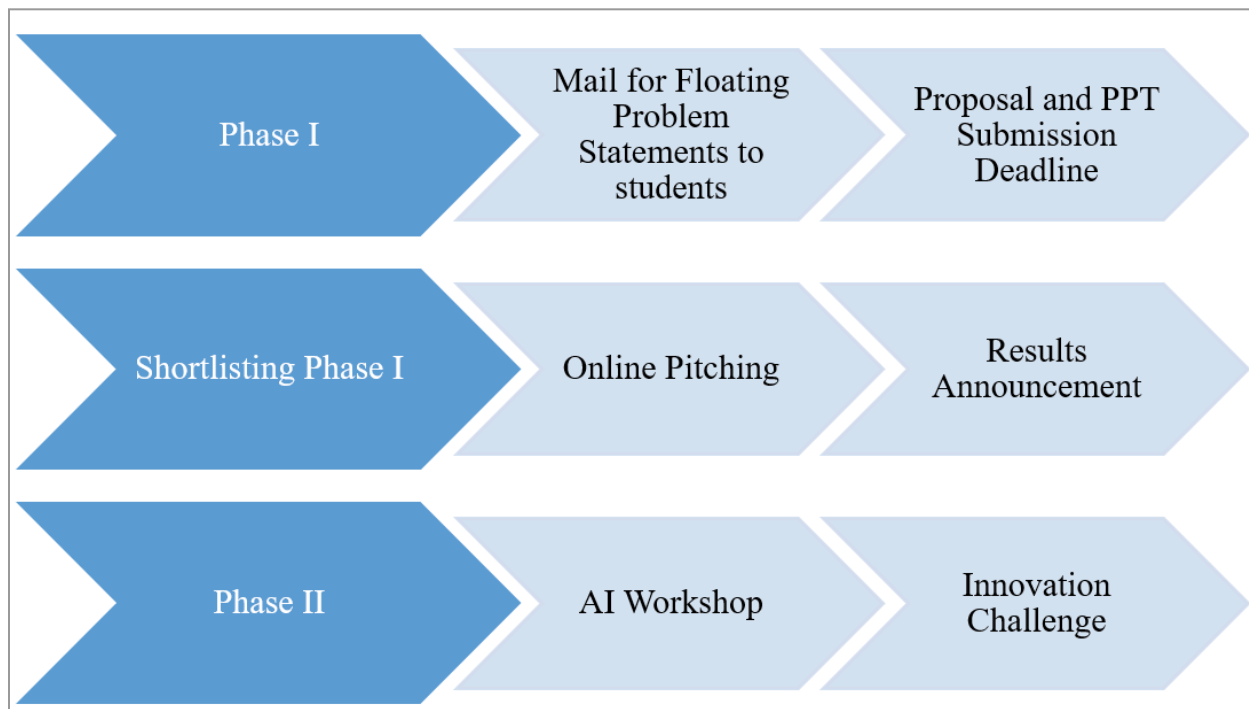 Phase I
Mail for Floating
Problem
Statements to
students
Proposal and PPT
Submission
Deadline
Shortlisting Phase I
Online Pitching
Results
Announcement
Phase II
AI Workshop
Innovation
Challenge